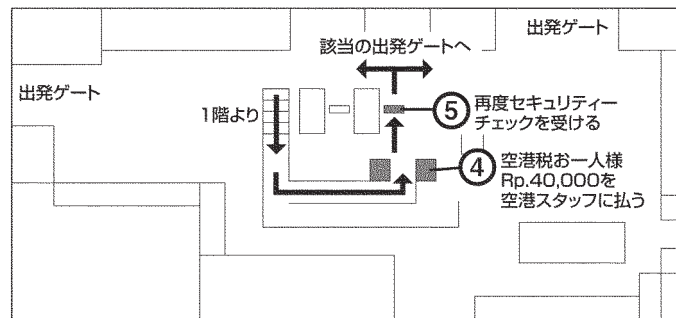 出発ゲート
該当の出発ゲートへ
出発ゲート
1階より
⑤ 再度セキュリティー
チェックを受ける
④ 空港税お一人様
Rp.40,000を
空港スタッフに払う